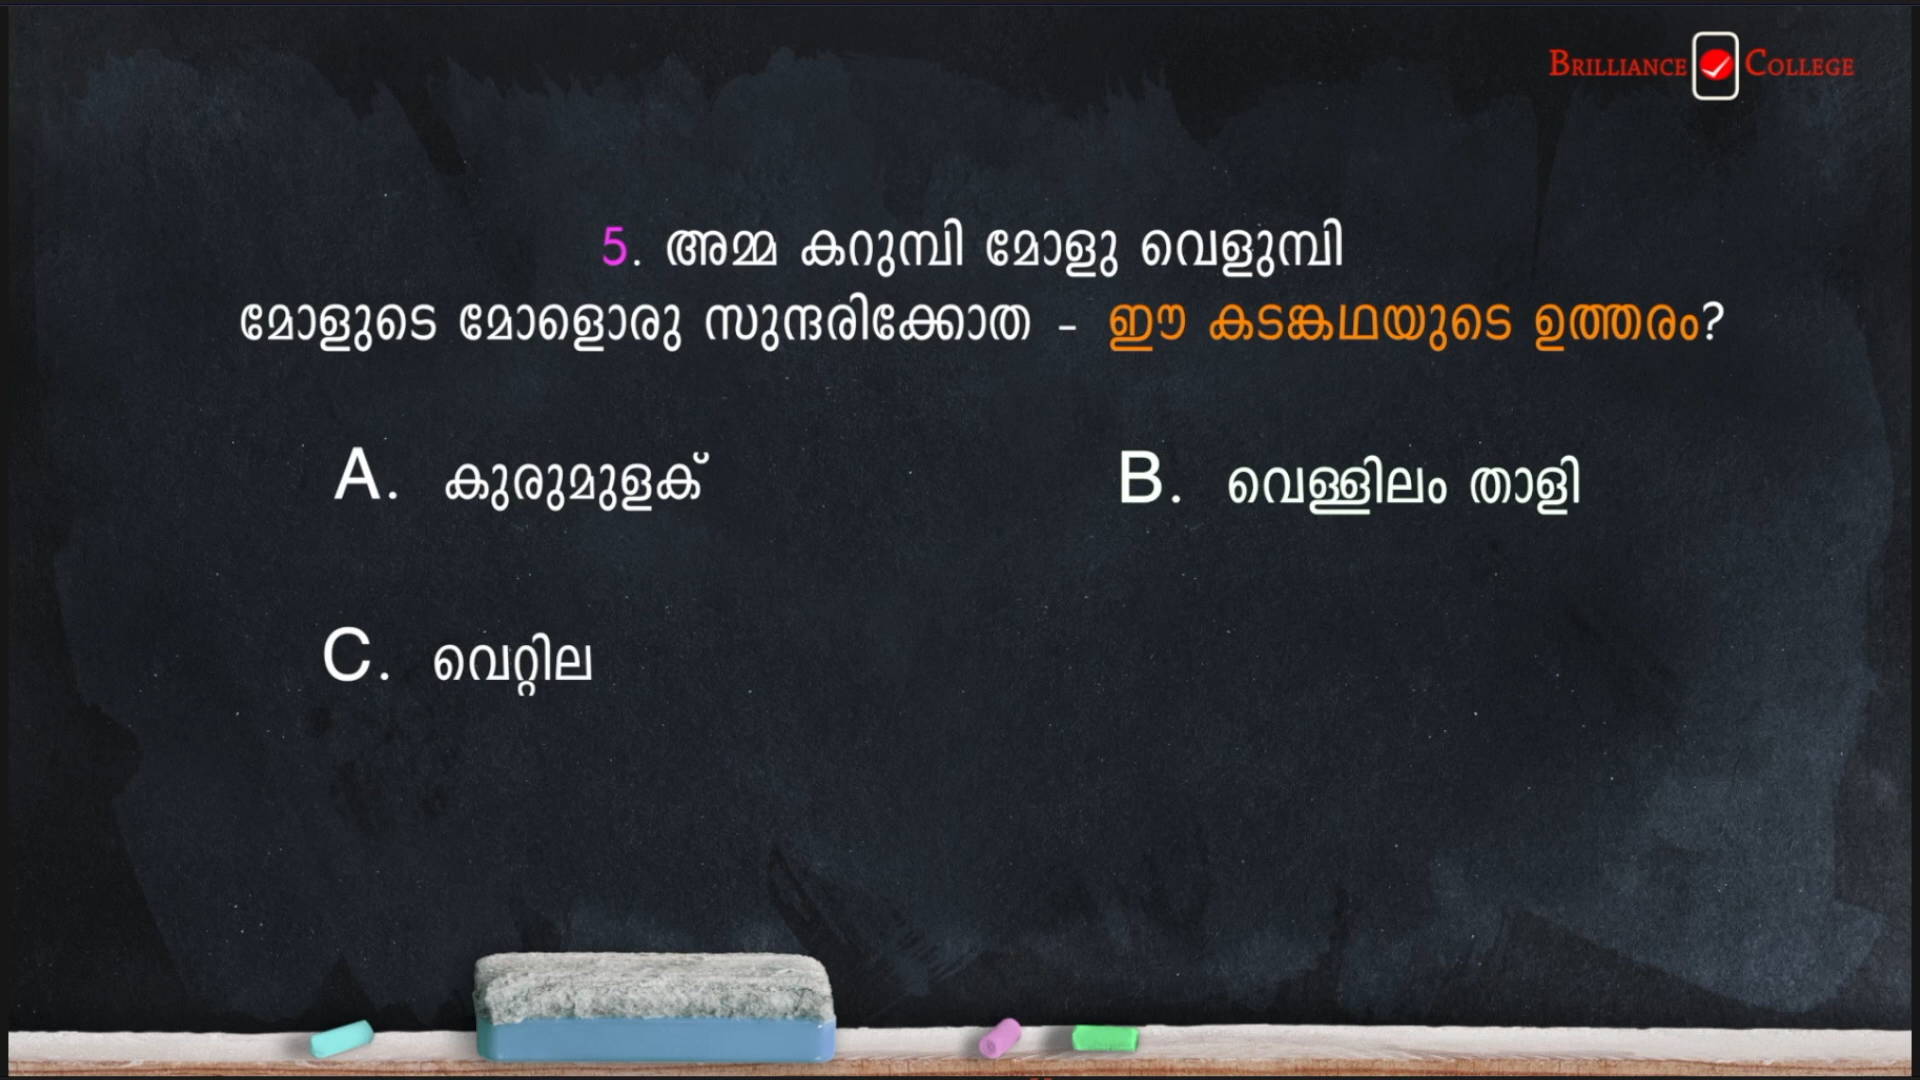 BRILLIANCE COLLEGE
5. അമ്മ കറുമ്പി മോളു വെളുമ്പി
മോളുടെ മോളൊരു സുന്ദരിക്കോത - ഈ കടങ്കഥയുടെ ഉത്തരം?
A. കുരുമുളക്
B. വെള്ളിലം താളി
C. വെറ്റില